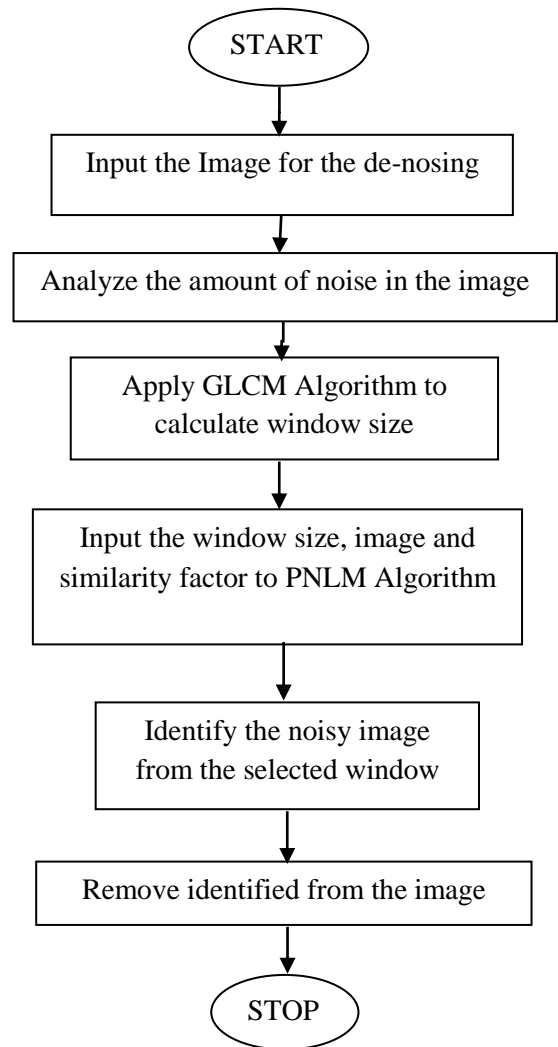 START
Input the Image for the de-nosing
Analyze the amount of noise in the image
Apply GLCM Algorithm to
calculate window size
Input the window size, image and
similarity factor to PNLM Algorithm
Identify the noisy image
from the selected window
Remove identified from the image
STOP